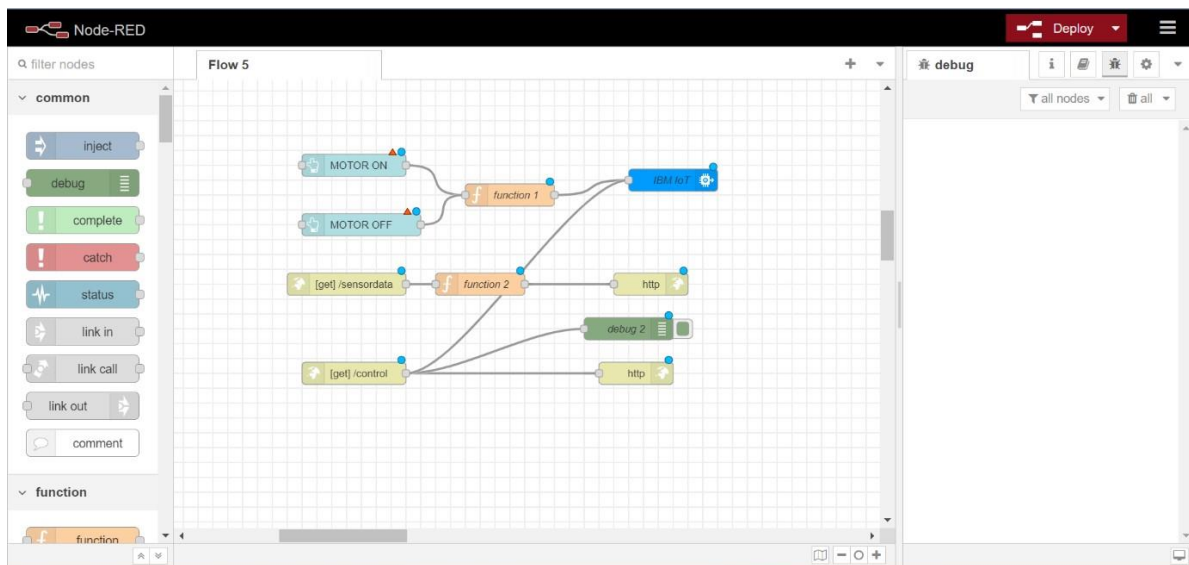 Node-RED
Deploy
filter nodes
Flow 5
debug
i
all nodes
all
common
inject
debug
complete
catch
status
link in
link call
link out
comment
function
function
MOTOR ON
MOTOR OFF
f function 1
IBM IoT
[get] /sensordata
f function 2
http
debug 2
[get] /control
http